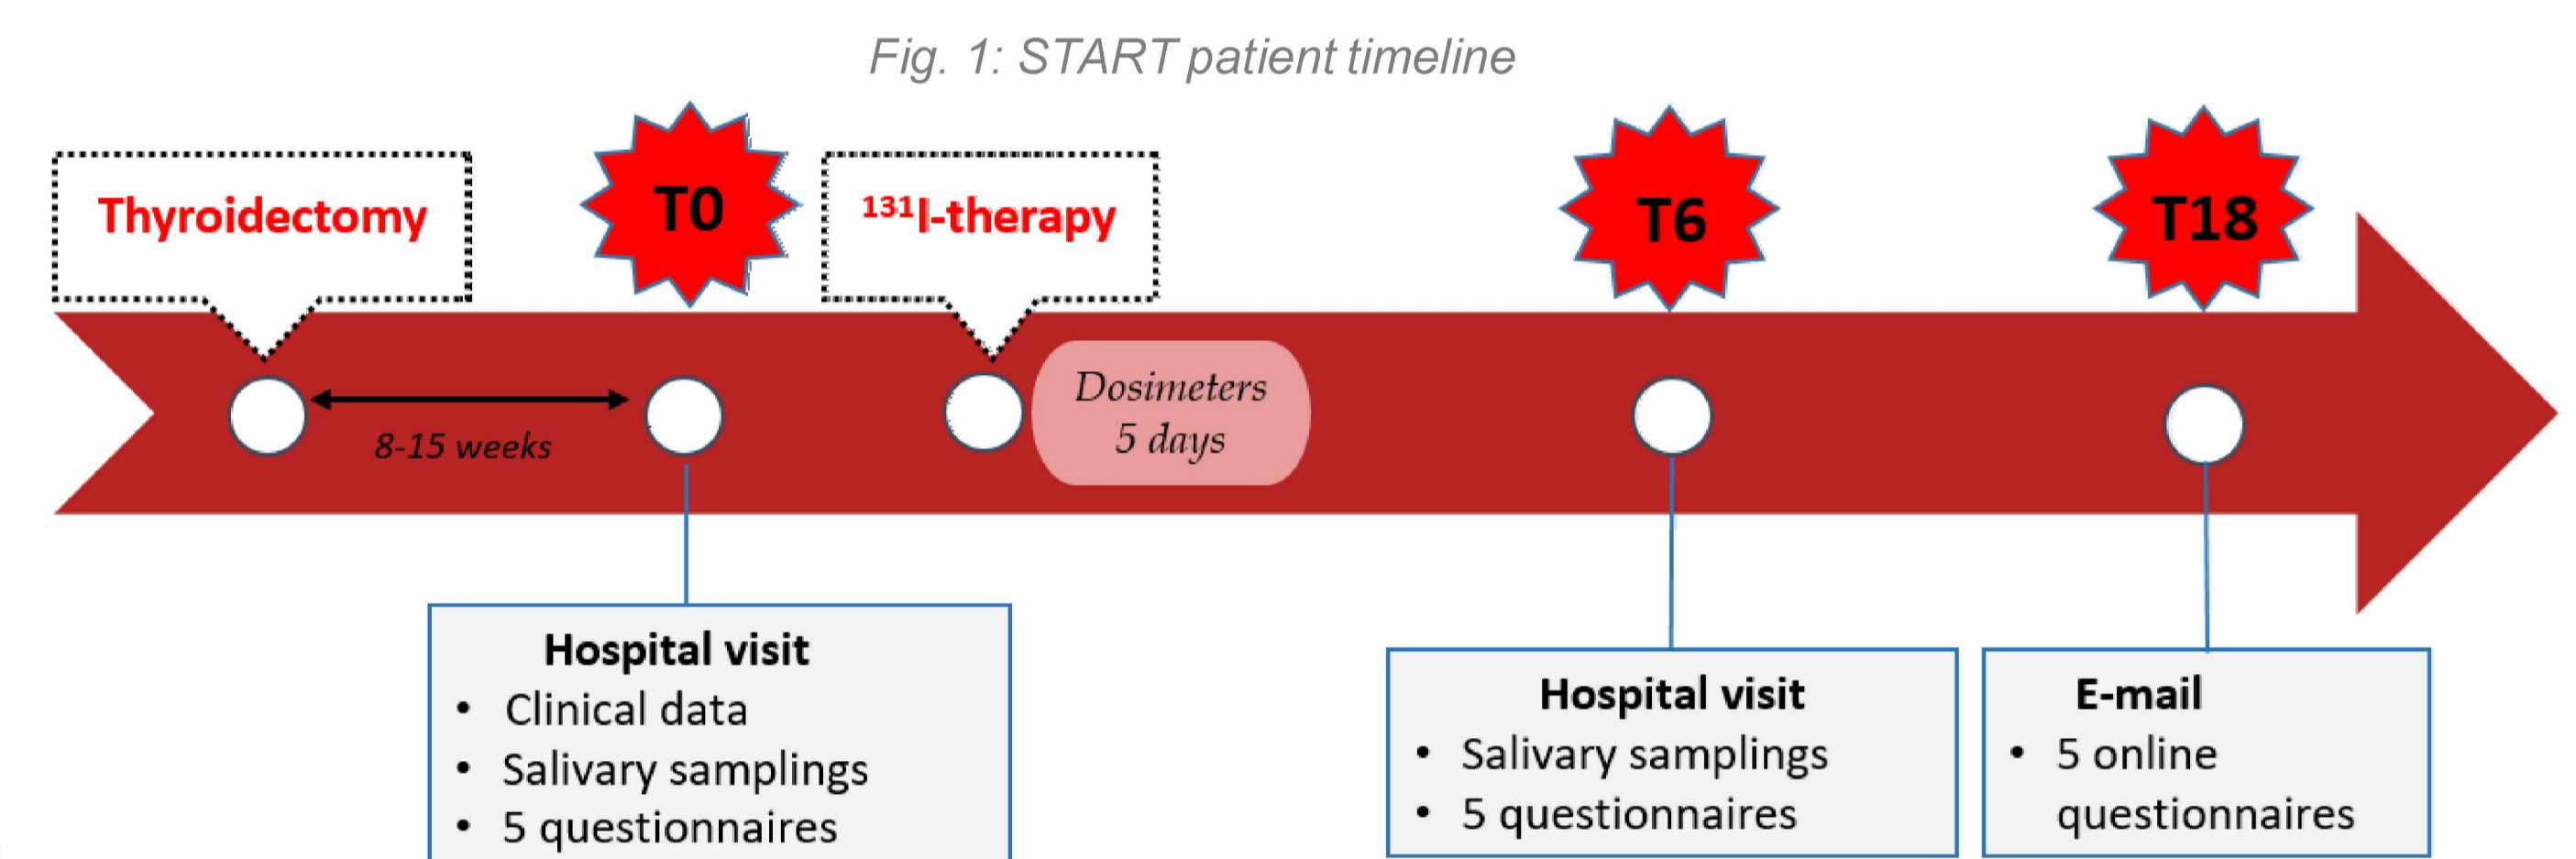 Fig. 1: START patient timeline
Thyroidectomy
T0
¹³¹I-therapy
T6
T18
8-15 weeks
Dosimeters
5 days
Hospital visit
• Clinical data
• Salivary samplings
• 5 questionnaires
Hospital visit
• Salivary samplings
• 5 questionnaires
E-mail
• 5 online
questionnaires